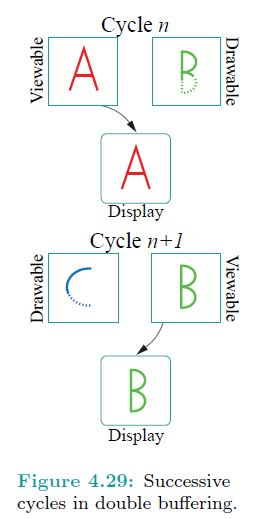 Cycle n
Viewable
A
B
Drawable
A
Display
Cycle n+1
Drawable
C
B
Viewable
B
Display
Figure 4.29: Successive
cycles in double buffering.